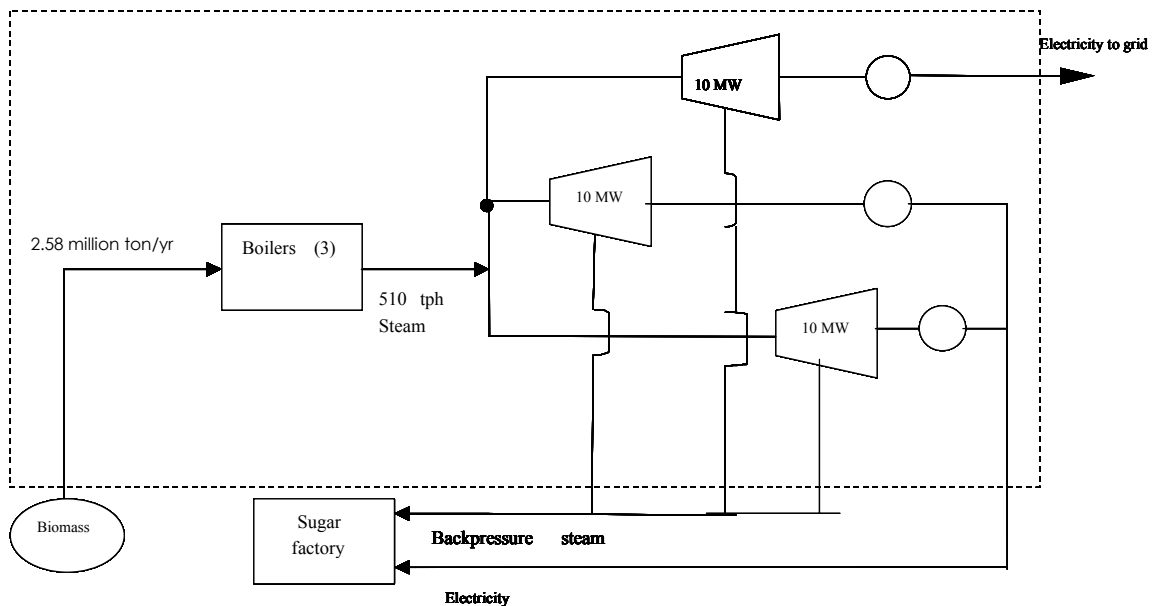 Electricity to grid
10 MW
10 MW
2.58 million ton/yr
Boilers (3)
510 tph
Steam
10 MW
Biomass
Sugar
factory
Backpressure steam
Electricity